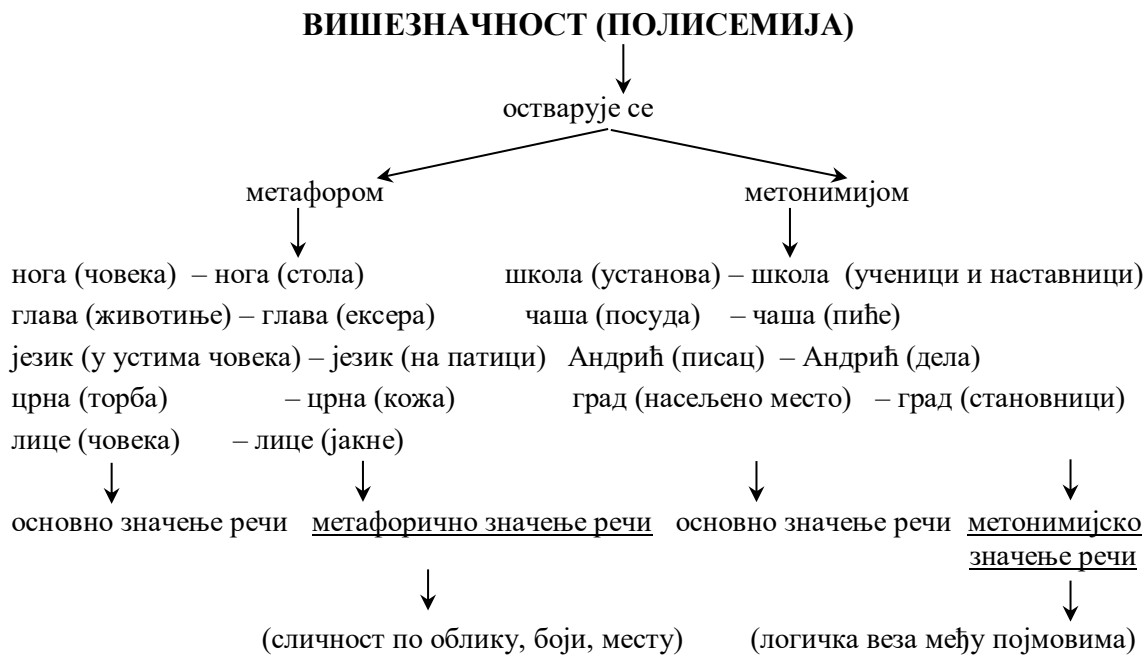 ВИШЕЗНАЧНОСТ (ПОЛИСЕМИЈА)
остварује се
метафором метонимијом
нога (човека) – нога (стола) школа (установа) – школа (ученици и наставници)
глава (животиње) – глава (ексера) чаша (посуда) – чаша (пиће)
језик (у устима човека) – језик (на патици) Андрић (писац) – Андрић (дела)
црна (торба) – црна (кожа) град (насељено место) – град (становници)
лице (човека) – лице (јакне)
основно значење речи метафорично значење речи основно значење речи метонимијско
значење речи
(сличност по облику, боји, месту) (логичка веза међу појмовима)